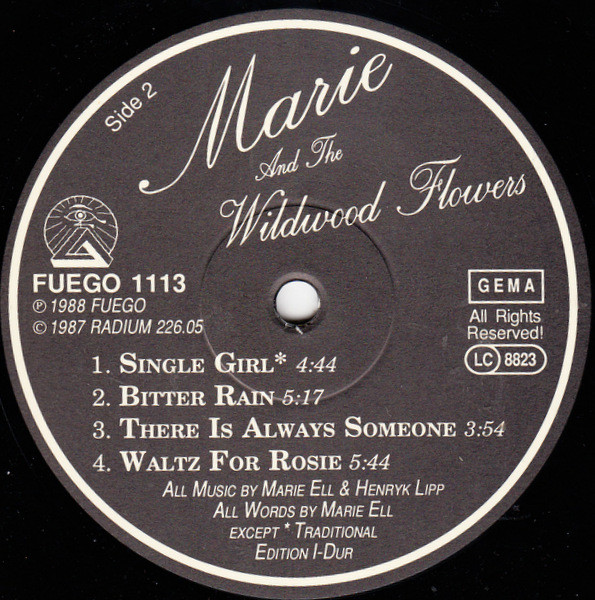 Side 2
Marie
And The
Wildwood Flowers
FUEGO 1113
℗ 1988 FUEGO
© 1987 RADIUM 226.05
GEMA
All Rights
Reserved!
LC 8823
1. SINGLE GIRL* 4:44
2. BITTER RAIN 5:17
3. THERE IS ALWAYS SOMEONE 3:54
4. WALTZ FOR ROSIE 5:44
ALL MUSIC BY MARIE ELL & HENRYK LIPP
ALL WORDS BY MARIE ELL
EXCEPT * TRADITIONAL
EDITION I-DUR